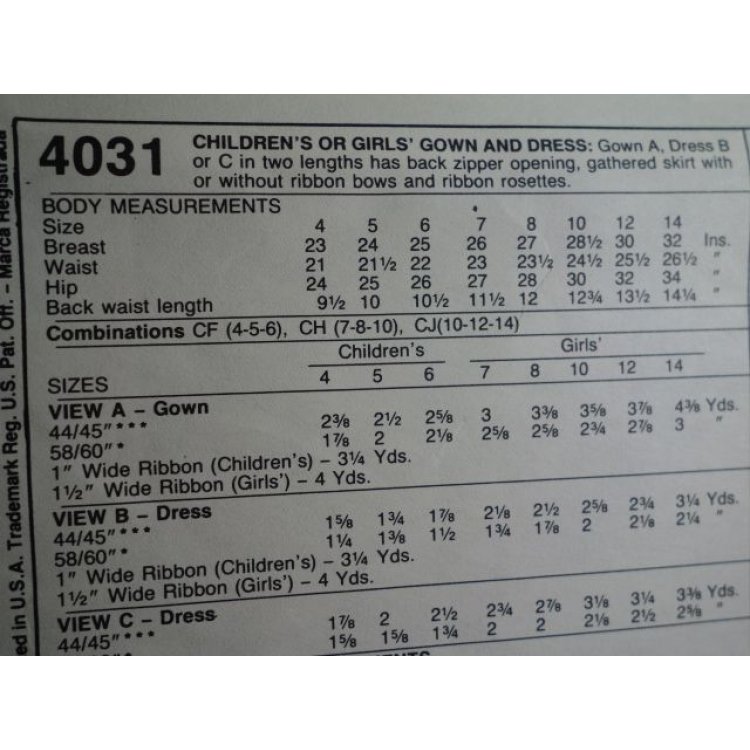 4031
CHILDREN'S OR GIRLS' GOWN AND DRESS: Gown A, Dress B
or C in two lengths has back zipper opening, gathered skirt with
or without ribbon bows and ribbon rosettes.
BODY MEASUREMENTS
Size 4 5 6 7 8 10 12 14
Breast 23 24 25 26 27 28½ 30 32 Ins.
Waist 21 21½ 22 23 23½ 24½ 25½ 26½ "
Hip 24 25 26 27 28 30 32 34 "
Back waist length 9½ 10 10½ 11½ 12 12¾ 13½ 14¼ "
Combinations CF (4-5-6), CH (7-8-10), CJ(10-12-14)
Children's Girls'
SIZES 4 5 6 7 8 10 12 14
VIEW A – Gown
44/45"*** 2⅜ 2½ 2⅝ 3 3⅜ 3⅝ 3⅞ 4⅜ Yds.
58/60"* 1⅞ 2 2⅛ 2⅝ 2⅝ 2¾ 2⅞ 3 "
1" Wide Ribbon (Children's) – 3¼ Yds.
1½" Wide Ribbon (Girls') – 4 Yds.
VIEW B – Dress
44/45"*** 1⅝ 1¾ 1⅞ 2⅛ 2½ 2⅝ 2¾ 3¼ Yds.
58/60"* 1¼ 1⅜ 1½ 1¾ 1⅞ 2 2⅛ 2¼ "
1" Wide Ribbon (Children's) – 3¼ Yds.
1½" Wide Ribbon (Girls') – 4 Yds.
VIEW C – Dress
44/45"*** 1⅞ 2 2½ 2¾ 2⅞ 3⅛ 3¼ 3⅜ Yds.
1⅝ 1⅝ 1¾ 2 2 2⅛ 2½ 2⅝ "
ed in U.S.A. Trademark Reg. U.S. Pat. Off. – Marca Registrada